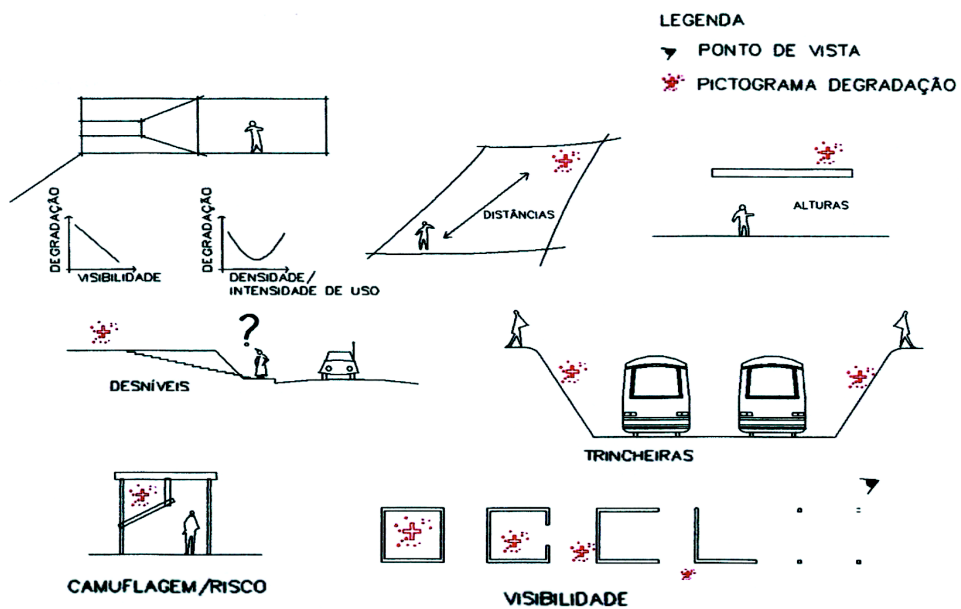 LEGENDA
PONTO DE VISTA
PICTOGRAMA DEGRADAÇÃO
DISTÂNCIAS
ALTURAS
DEGRADAÇÃO
VISIBILIDADE
DEGRADAÇÃO
DENSIDADE/
INTENSIDADE DE USO
?
DESNÍVEIS
TRINCHEIRAS
CAMUFLAGEM/RISCO
VISIBILIDADE